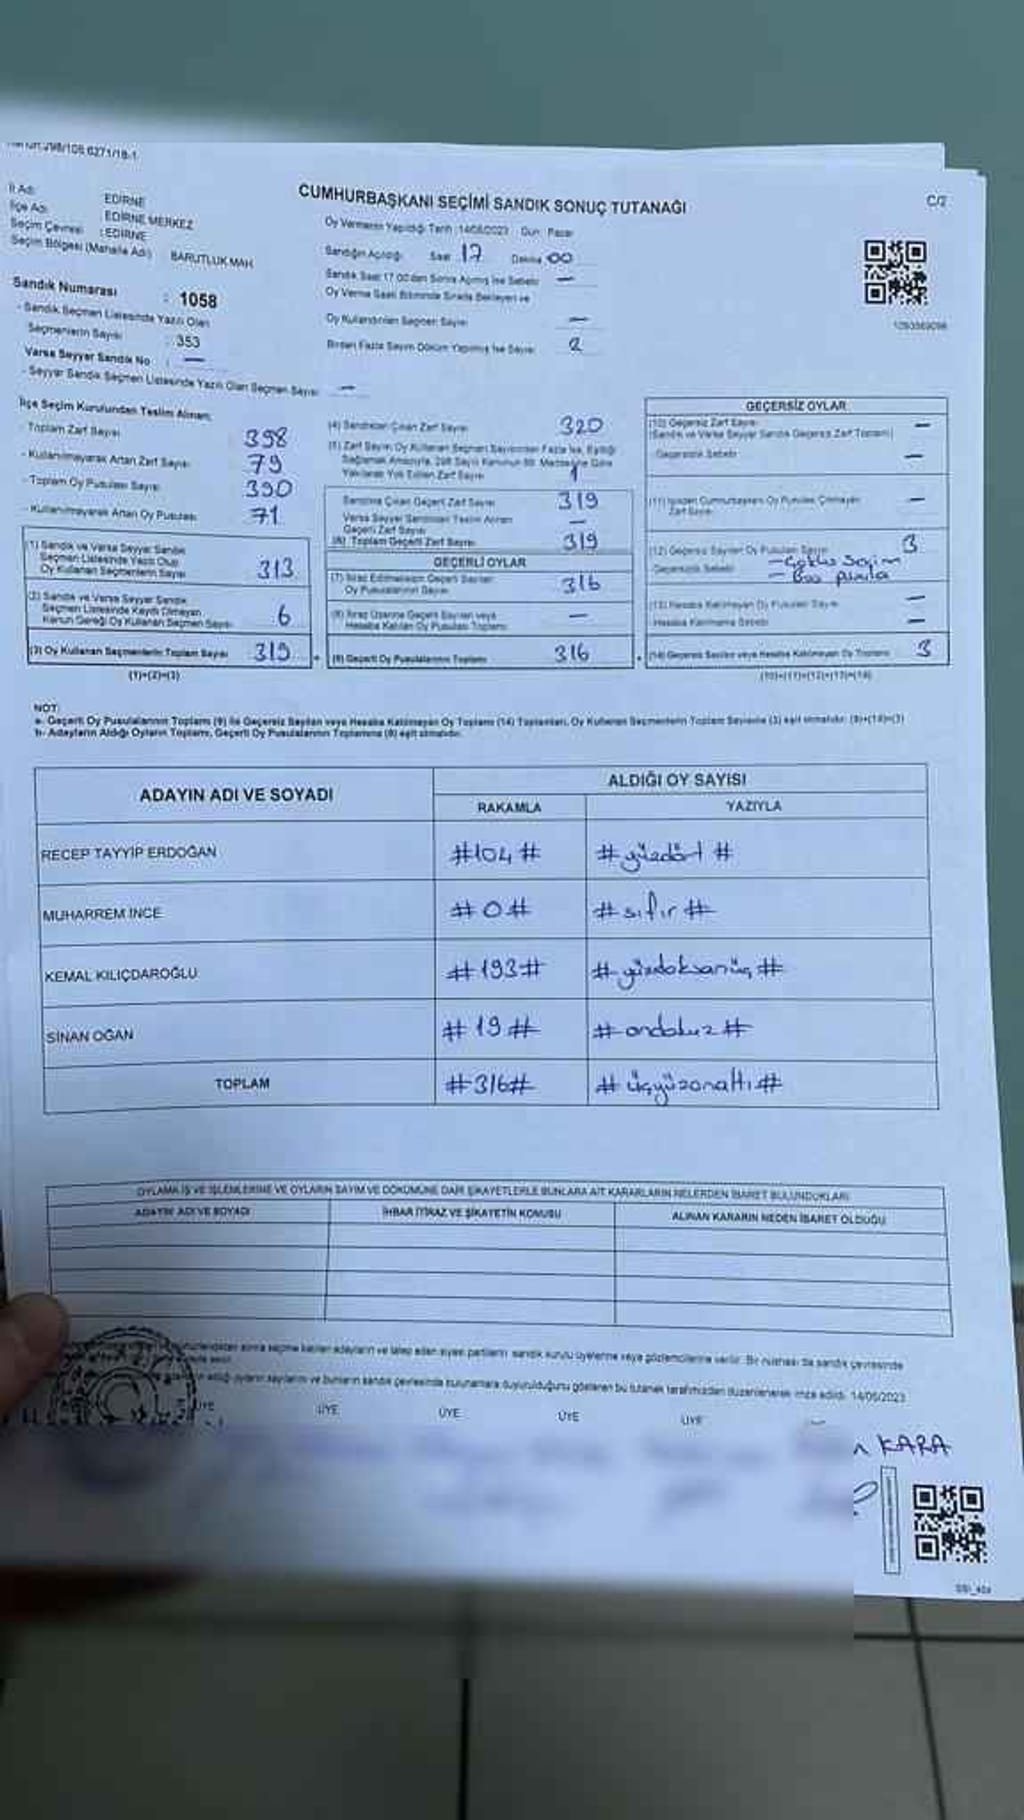 CUMHURBAŞKANI SEÇİMİ SANDIK SONUÇ TUTANAĞI
C/2
İl Adı: EDİRNE
İlçe Adı EDİRNE MERKEZ
Seçim Çevresi : EDİRNE
Seçim Bölgesi (Mahalle Adı) BARUTLUK MAH.
Oy Vermenin Yapıldığı Tarih :14/05/2023 Gün: Pazar
Sandığın Açıldığı Saat 17 Dakika 00
Sandık Saat 17.00'den Sonra Açılmış İse Sebebi: —
Oy Verme Saati Bitiminde Sırada Bekleyen ve
Oy Kullandırılan Seçmen Sayısı —
Birden Fazla Sayım Döküm Yapılmış İse Sayısı 2
Sandık Numarası : 1058
- Sandık Seçmen Listesinde Yazılı Olan
Seçmenlerin Sayısı : 353
Varsa Seyyar Sandık No : —
- Seyyar Sandık Seçmen Listesinde Yazılı Olan Seçmen Sayısı —
İlçe Seçim Kurulundan Teslim Alınan:
- Toplam Zarf Sayısı 398
- Kullanılmayarak Artan Zarf Sayısı 79
- Toplam Oy Pusulası Sayısı 390
- Kullanılmayarak Artan Oy Pusulası 71
(1) Sandık ve Varsa Seyyar Sandık
Seçmen Listesinde Yazılı Olup
Oy Kullanan Seçmenlerin Sayısı 313
(2) Sandık ve Varsa Seyyar Sandık
Seçmen Listesinde Kayıtlı Olmayan
Kanun Gereği Oy Kullanan Seçmen Sayısı 6
(3) Oy Kullanan Seçmenlerin Toplam Sayısı 319
(1)+(2)=(3)
(4) Sandıktan Çıkan Zarf Sayısı 320
(5) Zarf Sayısı Oy Kullanan Seçmen Sayısından Fazla İse, Eşitliği
Sağlamak Amacıyla, 298 Sayılı Kanunun 98. Maddesine Göre
Yakılarak Yok Edilen Zarf Sayısı 1
Sandıktan Çıkan Geçerli Zarf Sayısı 319
Varsa Seyyar Sandıktan Teslim Alınan
Geçerli Zarf Sayısı —
(6) Toplam Geçerli Zarf Sayısı 319
GEÇERLİ OYLAR
(7) İtiraz Edilmeksizin Geçerli Sayılan
Oy Pusulalarının Sayısı 316
(8) İtiraz Üzerine Geçerli Sayılan veya
Hesaba Katılan Oy Pusulası Toplamı —
(9) Geçerli Oy Pusulalarının Toplamı 316
GEÇERSİZ OYLAR
(10) Geçersiz Zarf Sayısı —
(Sandık ve Varsa Seyyar Sandık Geçersiz Zarf Toplamı)
Geçersizlik Sebebi —
(11) İçinden Cumhurbaşkanı Oy Pusulası Çıkmayan
Zarf Sayısı —
(12) Geçersiz Sayılan Oy Pusulası Sayısı 3
Geçersizlik Sebebi — Çoklu Seçim
— Boş Pusula
(13) Hesaba Katılmayan Oy Pusulası Sayısı —
Hesaba Katılmama Sebebi —
(14) Geçersiz Sayılan veya Hesaba Katılmayan Oy Toplamı 3
(10)+(11)+(12)+(13)=(14)
NOT:
a- Geçerli Oy Pusulalarının Toplamı (9) ile Geçersiz Sayılan veya Hesaba Katılmayan Oy Toplamı (14) Toplamları, Oy Kullanan Seçmenlerin Toplam Sayısına (3) eşit olmalıdır. (9)+(14)=(3)
b- Adayların Aldığı Oyların Toplamı, Geçerli Oy Pusulalarının Toplamına (9) eşit olmalıdır.
ADAYIN ADI VE SOYADI ALDIĞI OY SAYISI
RAKAMLA YAZIYLA
RECEP TAYYİP ERDOĞAN #104# #yüzdört#
MUHARREM İNCE #0# #sıfır#
KEMAL KILIÇDAROĞLU #193# #yüzdoksanüç#
SİNAN OĞAN #19# #ondokuz#
TOPLAM #316# #üçyüzonaltı#
OYLAMA İŞ VE İŞLEMLERİNE VE OYLARIN SAYIM VE DÖKÜMÜNE DAİR ŞİKAYETLERLE BUNLARA AİT KARARLARIN NELERDEN İBARET BULUNDUKLARI
ADAYIN ADI VE SOYADI İHBAR İTİRAZ VE ŞİKAYETİN KONUSU ALINAN KARARIN NEDEN İBARET OLDUĞU
sonra seçime katılan adayların ve talep eden siyasi partilerin sandık kurulu üyelerine veya gözlemcilerine verilir. Bir nüshası da sandık çevresinde
aldığı oyların sayılarını ve bunların sandık çevresinde bulunanlara duyurulduğunu gösteren bu tutanak tarafımızdan düzenlenerek imza edildi. 14/05/2023
ÜYE ÜYE ÜYE ÜYE ÜYE
KARA